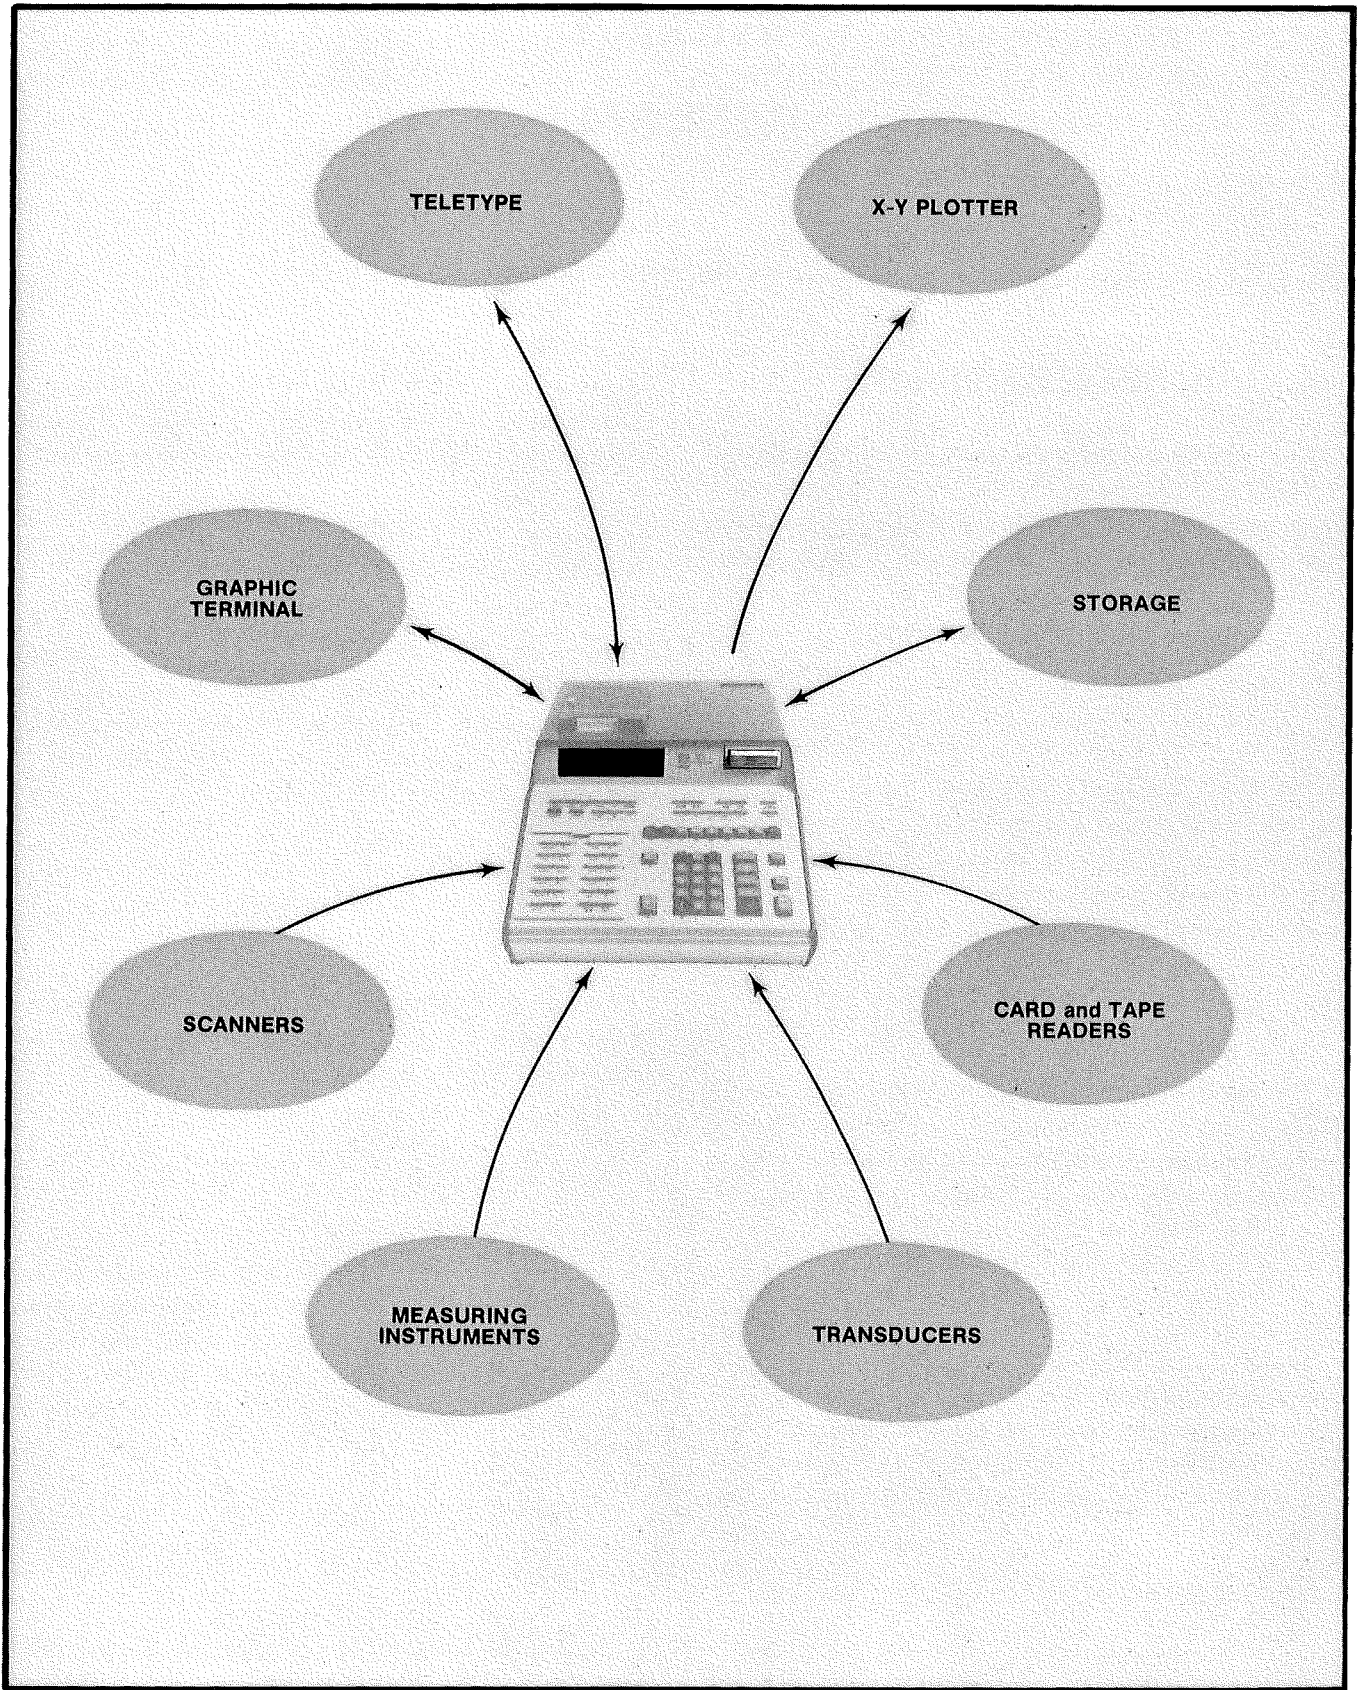 TELETYPE
X-Y PLOTTER
GRAPHIC
TERMINAL
STORAGE
SCANNERS
CARD and TAPE
READERS
MEASURING
INSTRUMENTS
TRANSDUCERS